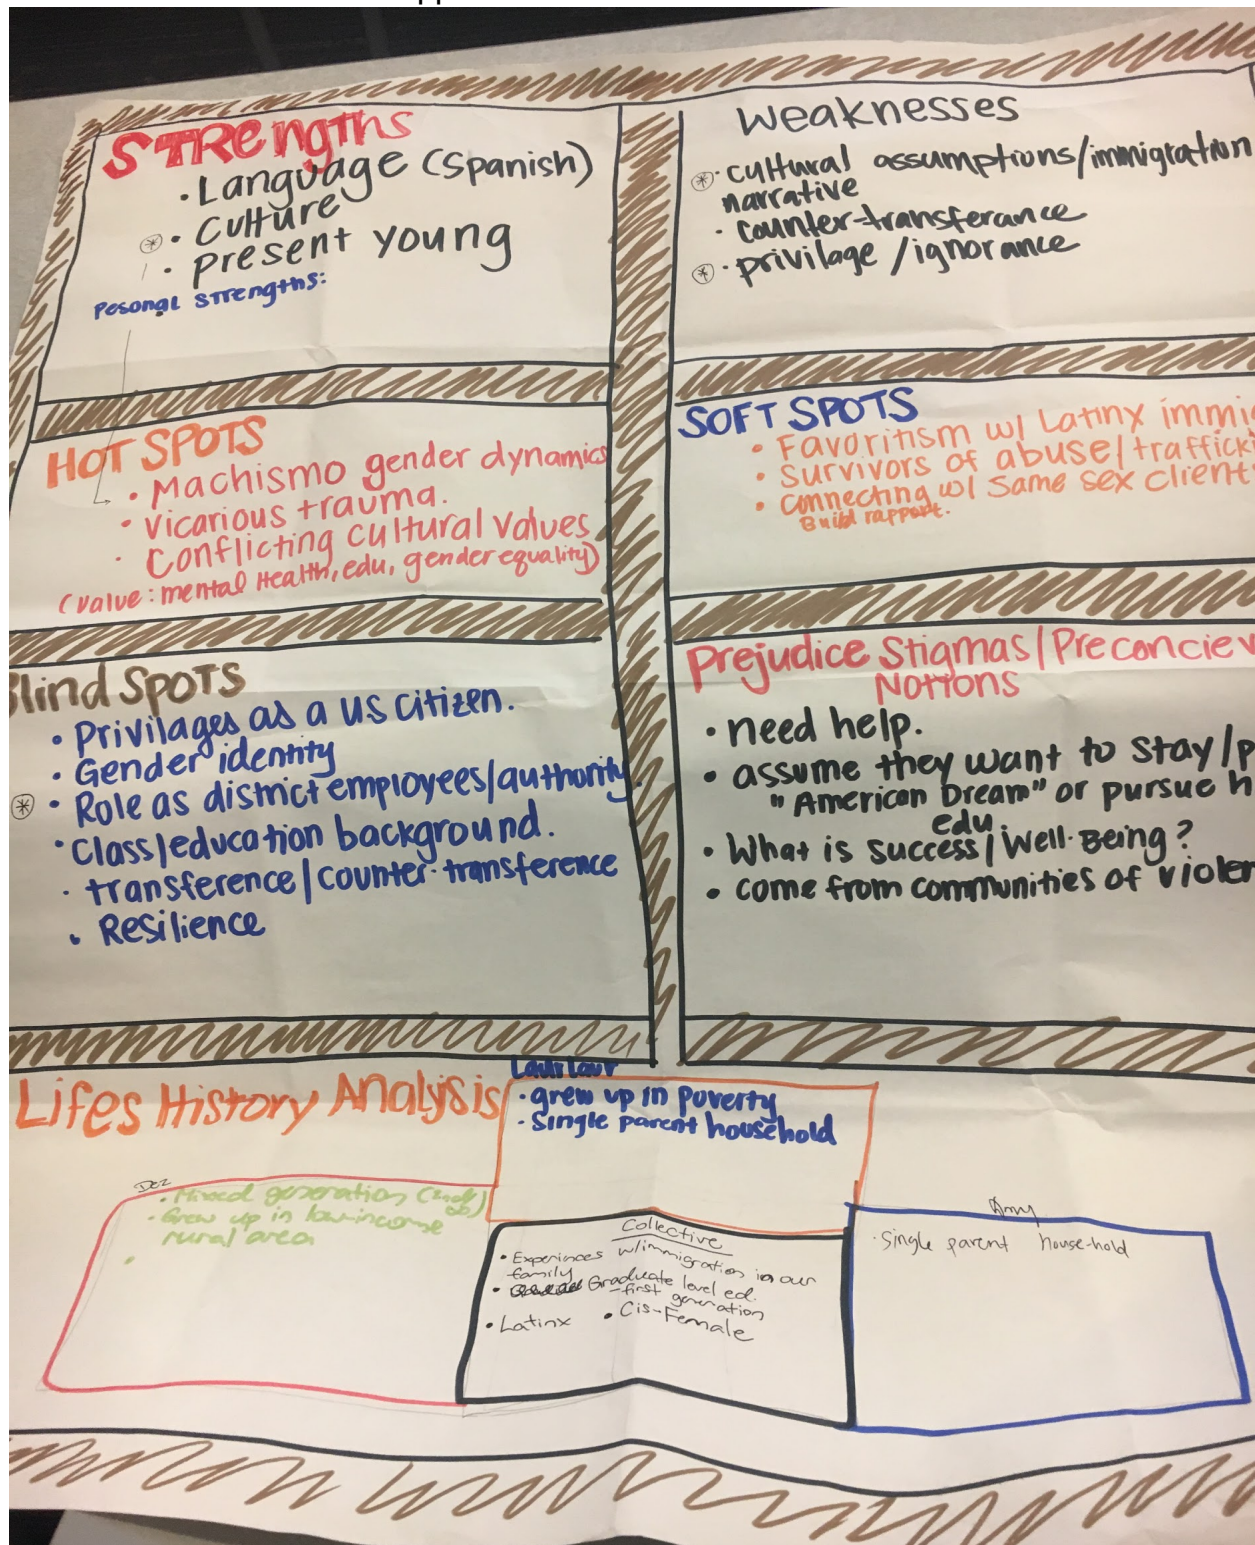 STRengths
· Language (Spanish)
· Culture
· Present young
Pesonal Strengths:
Weaknesses
· cultural assumptions/immigration
narrative
· counter-transferance
· privilage / ignorance
HOT SPOTS
· Machismo gender dynamics
· Vicarious trauma.
· Conflicting cultural values
(value: mental Health, edu, gender equality)
SOFT SPOTS
· Favoritism w/ Latinx immi
· Survivors of abuse/traffick
· Connecting w/ same sex client
Build rapport.
Blind Spots
· Privilages as a US citizen.
· Gender identity
· Role as district employees/authority.
· Class/education background.
· transference/counter-transference
· Resilience
Prejudice Stigmas/Preconciev
Notions
· need help.
· assume they want to stay/p
"American Dream" or pursue h
edu
· What is success/Well-Being?
· come from communities of violen
Lifes History Analysis
· grew up in poverty
· Single parent household
Dez
· Mixed generation
· Grew up in low-income
rural area
Collective
· Experiences w/immigration in our
family
· Graduate level ed.
-first generation
· Latinx · Cis-Female
Amy
· Single parent house-hold